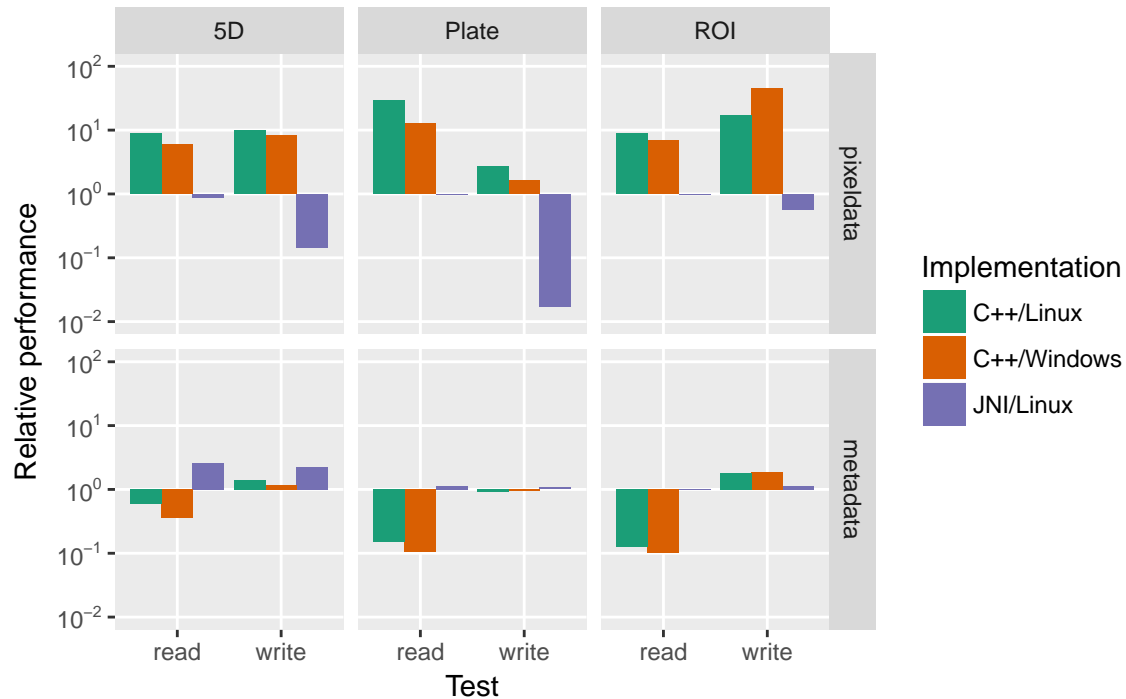 5D
Plate
ROI
Relative performance
10²
10¹
10⁰
10⁻¹
10⁻²
pixeldata
10²
10¹
10⁰
10⁻¹
10⁻²
metadata
read write
read write
read write
Test
Implementation
C++/Linux
C++/Windows
JNI/Linux